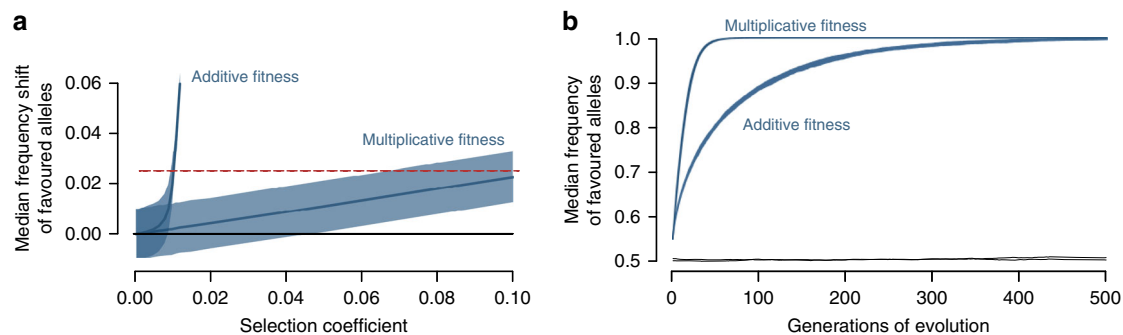 a
Median frequency shift
of favoured alleles
0.06
0.04
0.02
0.00
Additive fitness
Multiplicative fitness
0.00 0.02 0.04 0.06 0.08 0.10
Selection coefficient
b
Median frequency
of favoured alleles
1.0
0.9
0.8
0.7
0.6
0.5
Multiplicative fitness
Additive fitness
0 100 200 300 400 500
Generations of evolution